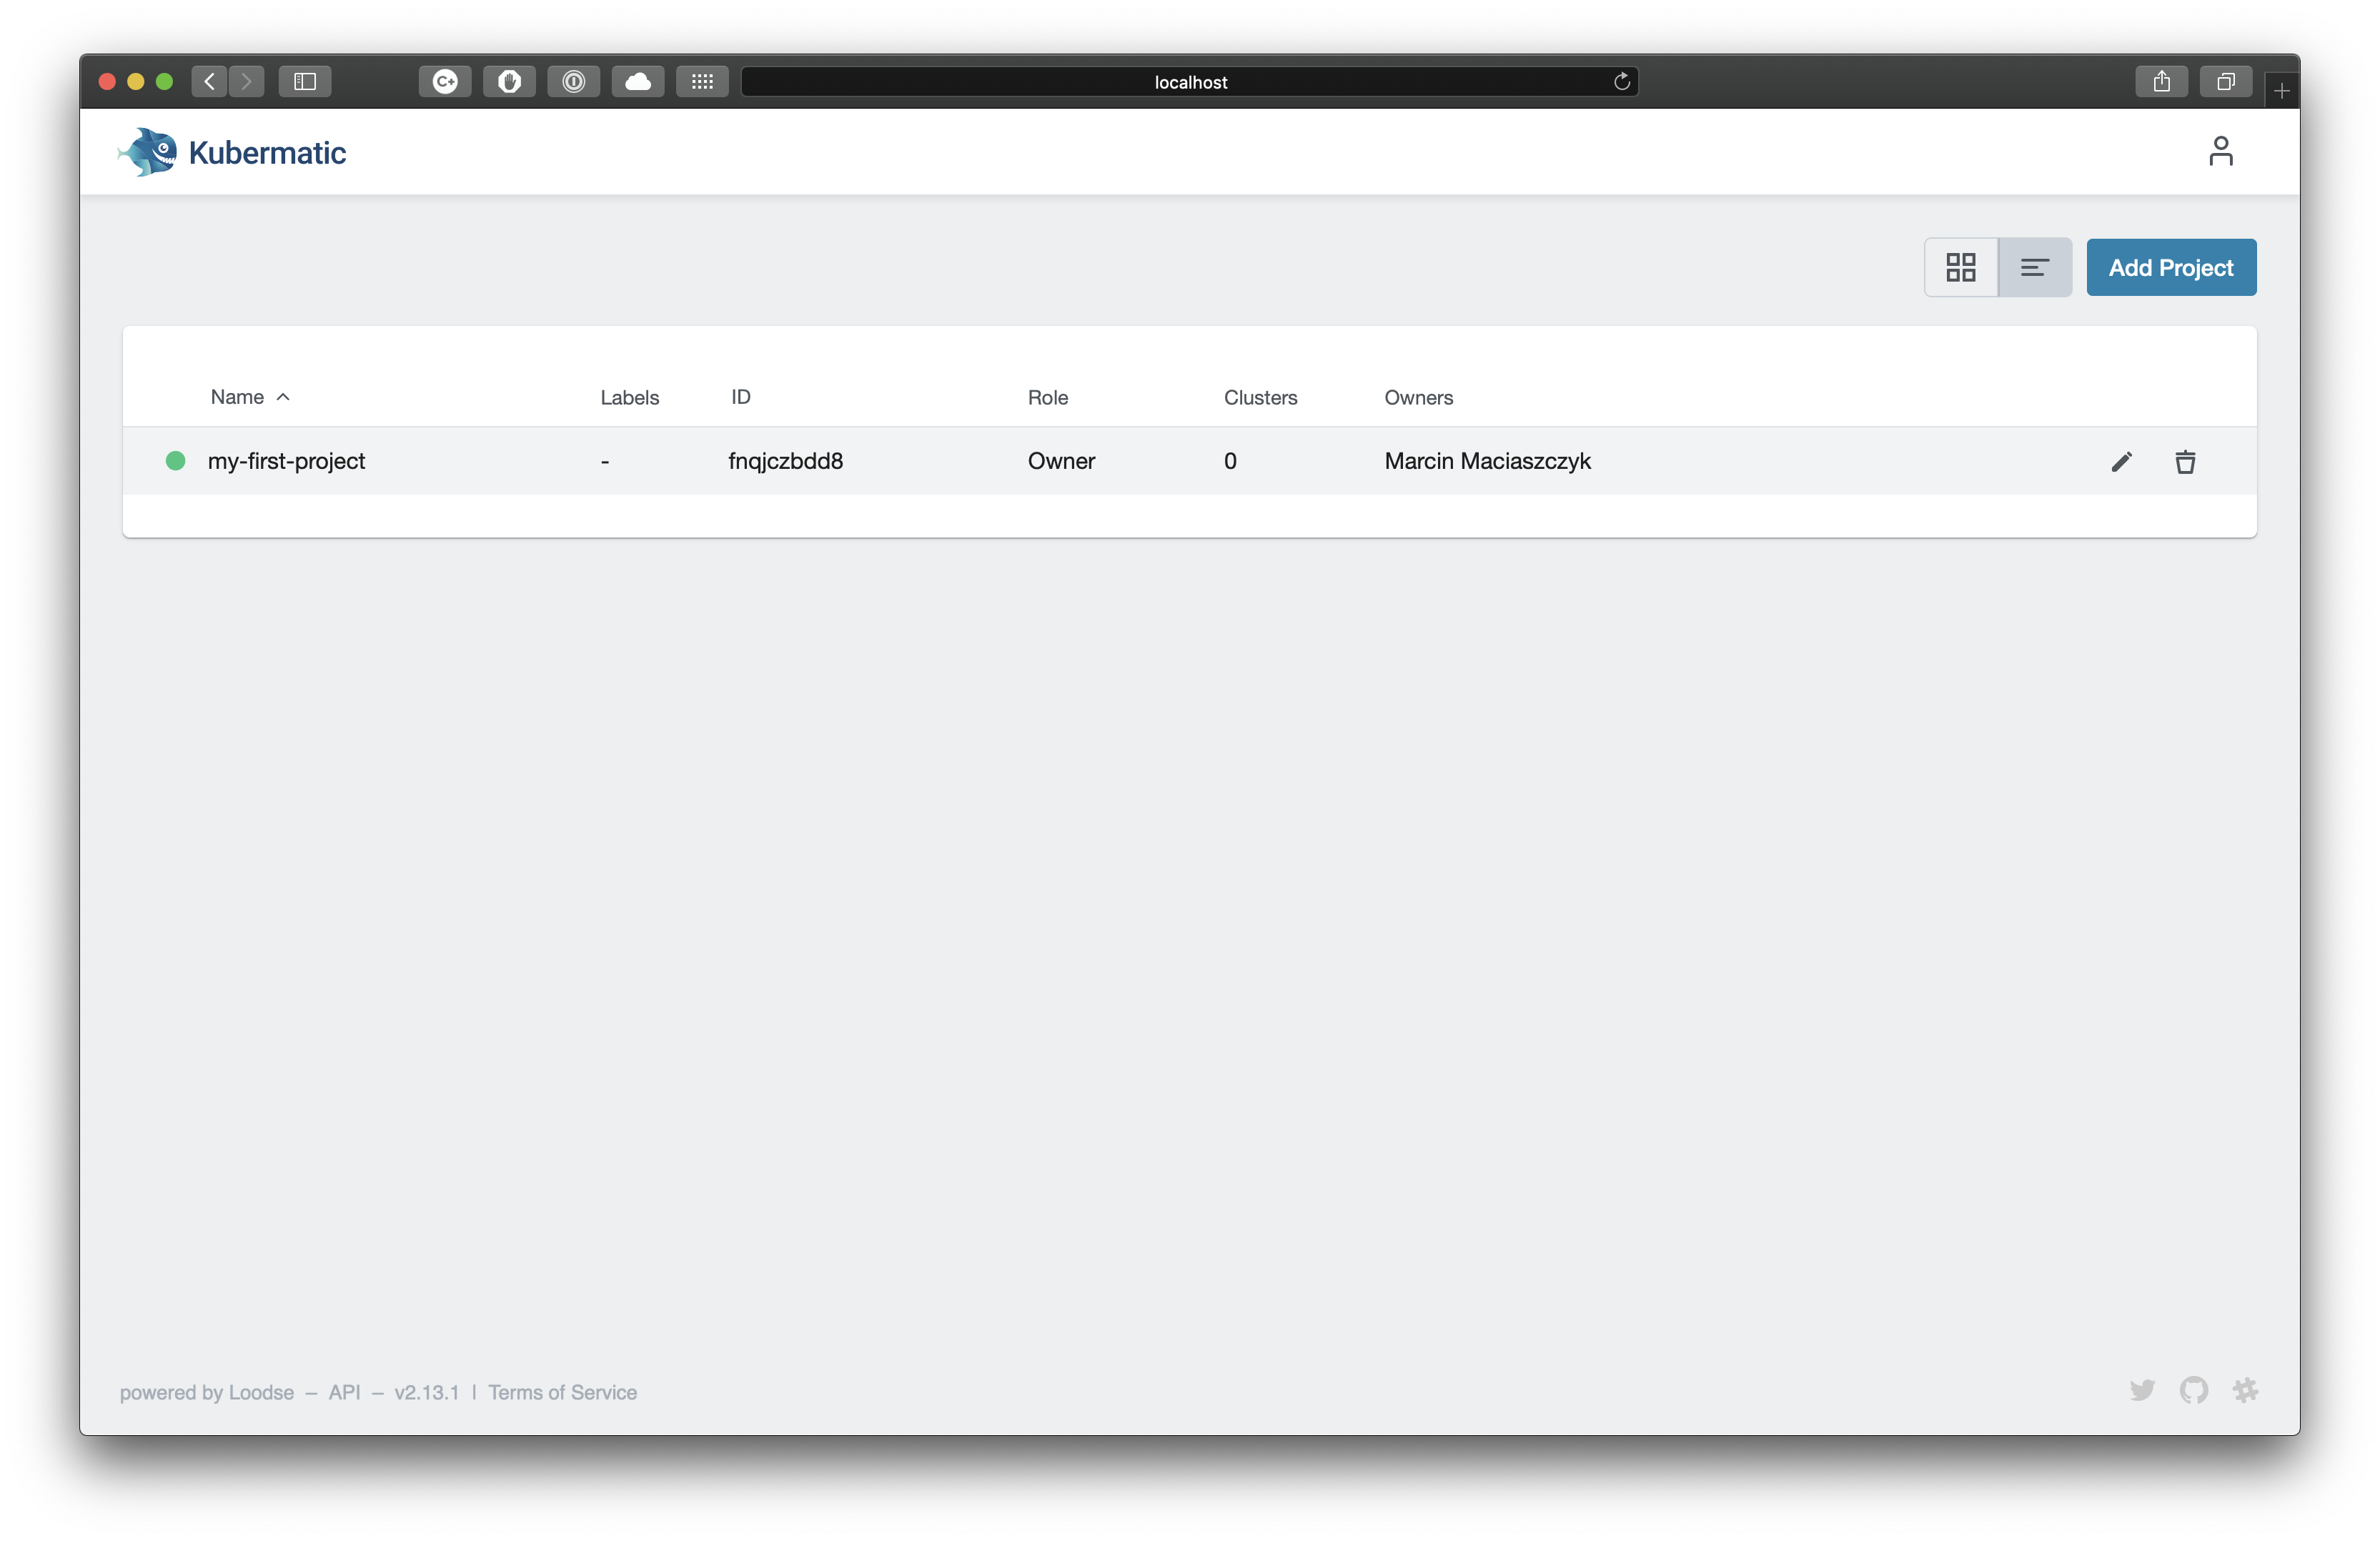 localhost
Kubermatic
Add Project
Name Labels ID Role Clusters Owners
my-first-project - fnqjczbdd8 Owner 0 Marcin Maciaszczyk
powered by Loodse – API – v2.13.1 | Terms of Service